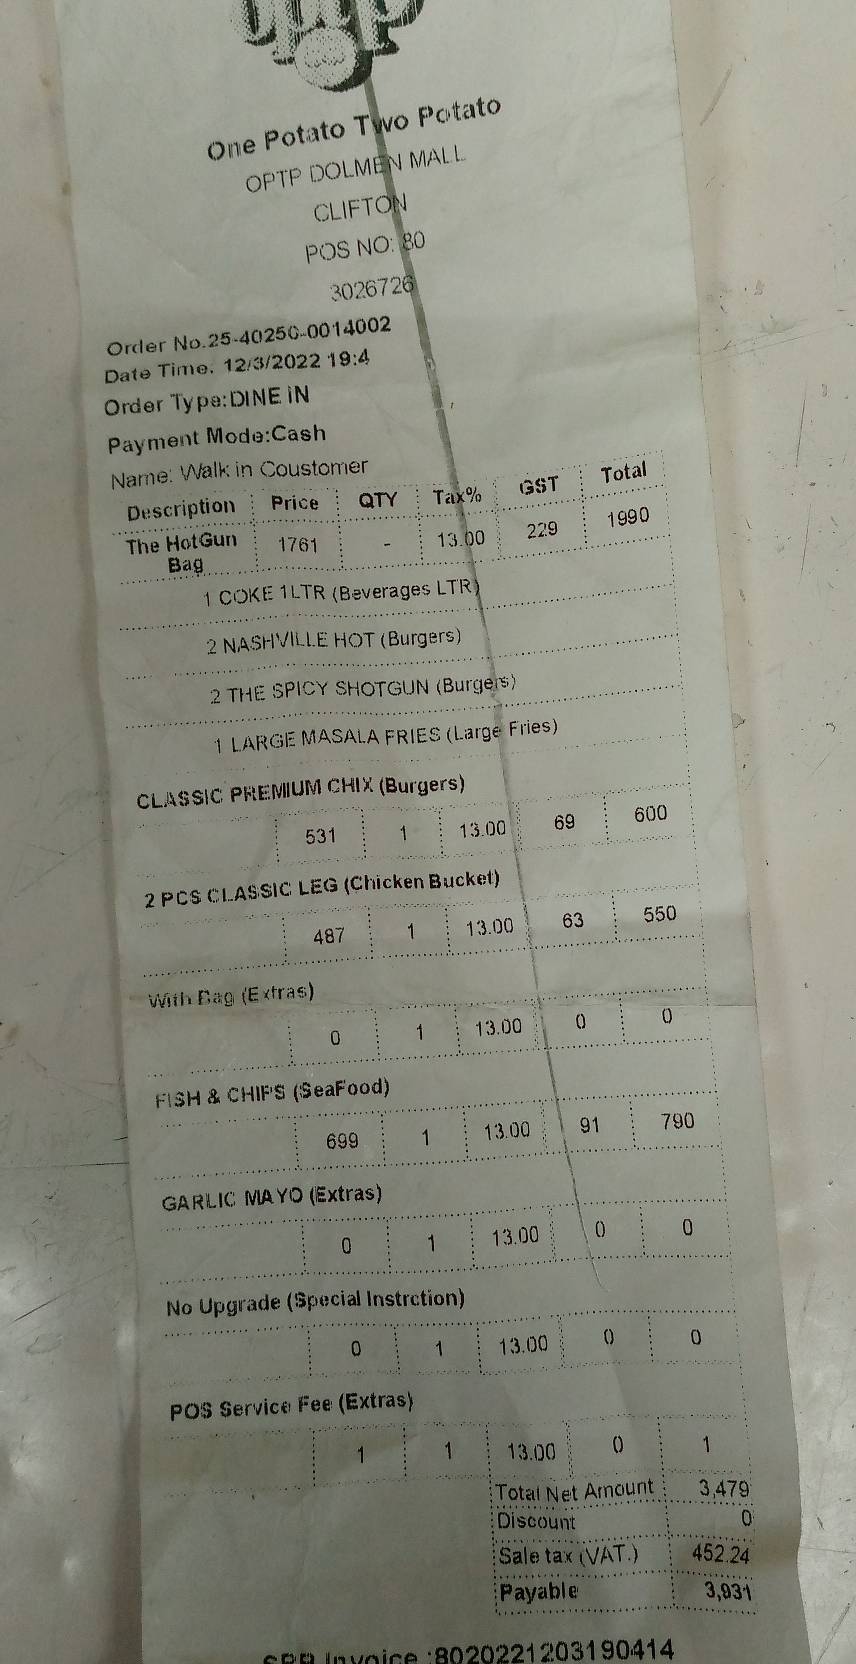 optp
One Potato Two Potato
OPTP DOLMEN MALL
CLIFTON
POS NO: 80
3026726
Order No.25-40250-0014002
Date Time. 12/3/2022 19:4
Order Type:DINE IN
Payment Mode:Cash
Name: Walk in Coustomer
Description Price QTY Tax% GST Total
The HotGun Bag 1761 - 13.00 229 1990
1 COKE 1LTR (Beverages LTR)
2 NASHVILLE HOT (Burgers)
2 THE SPICY SHOTGUN (Burgers)
1 LARGE MASALA FRIES (Large Fries)
CLASSIC PREMIUM CHIX (Burgers)
531 1 13.00 69 600
2 PCS CLASSIC LEG (Chicken Bucket)
487 1 13.00 63 550
With Bag (Extras)
0 1 13.00 0 0
FISH & CHIPS (SeaFood)
699 1 13.00 91 790
GARLIC MAYO (Extras)
0 1 13.00 0 0
No Upgrade (Special Instrction)
0 1 13.00 0 0
POS Service Fee (Extras)
1 1 13.00 0 1
Total Net Amount 3,479
Discount 0
Sale tax (VAT.) 452.24
Payable 3,931
Invoice :8020221203190414